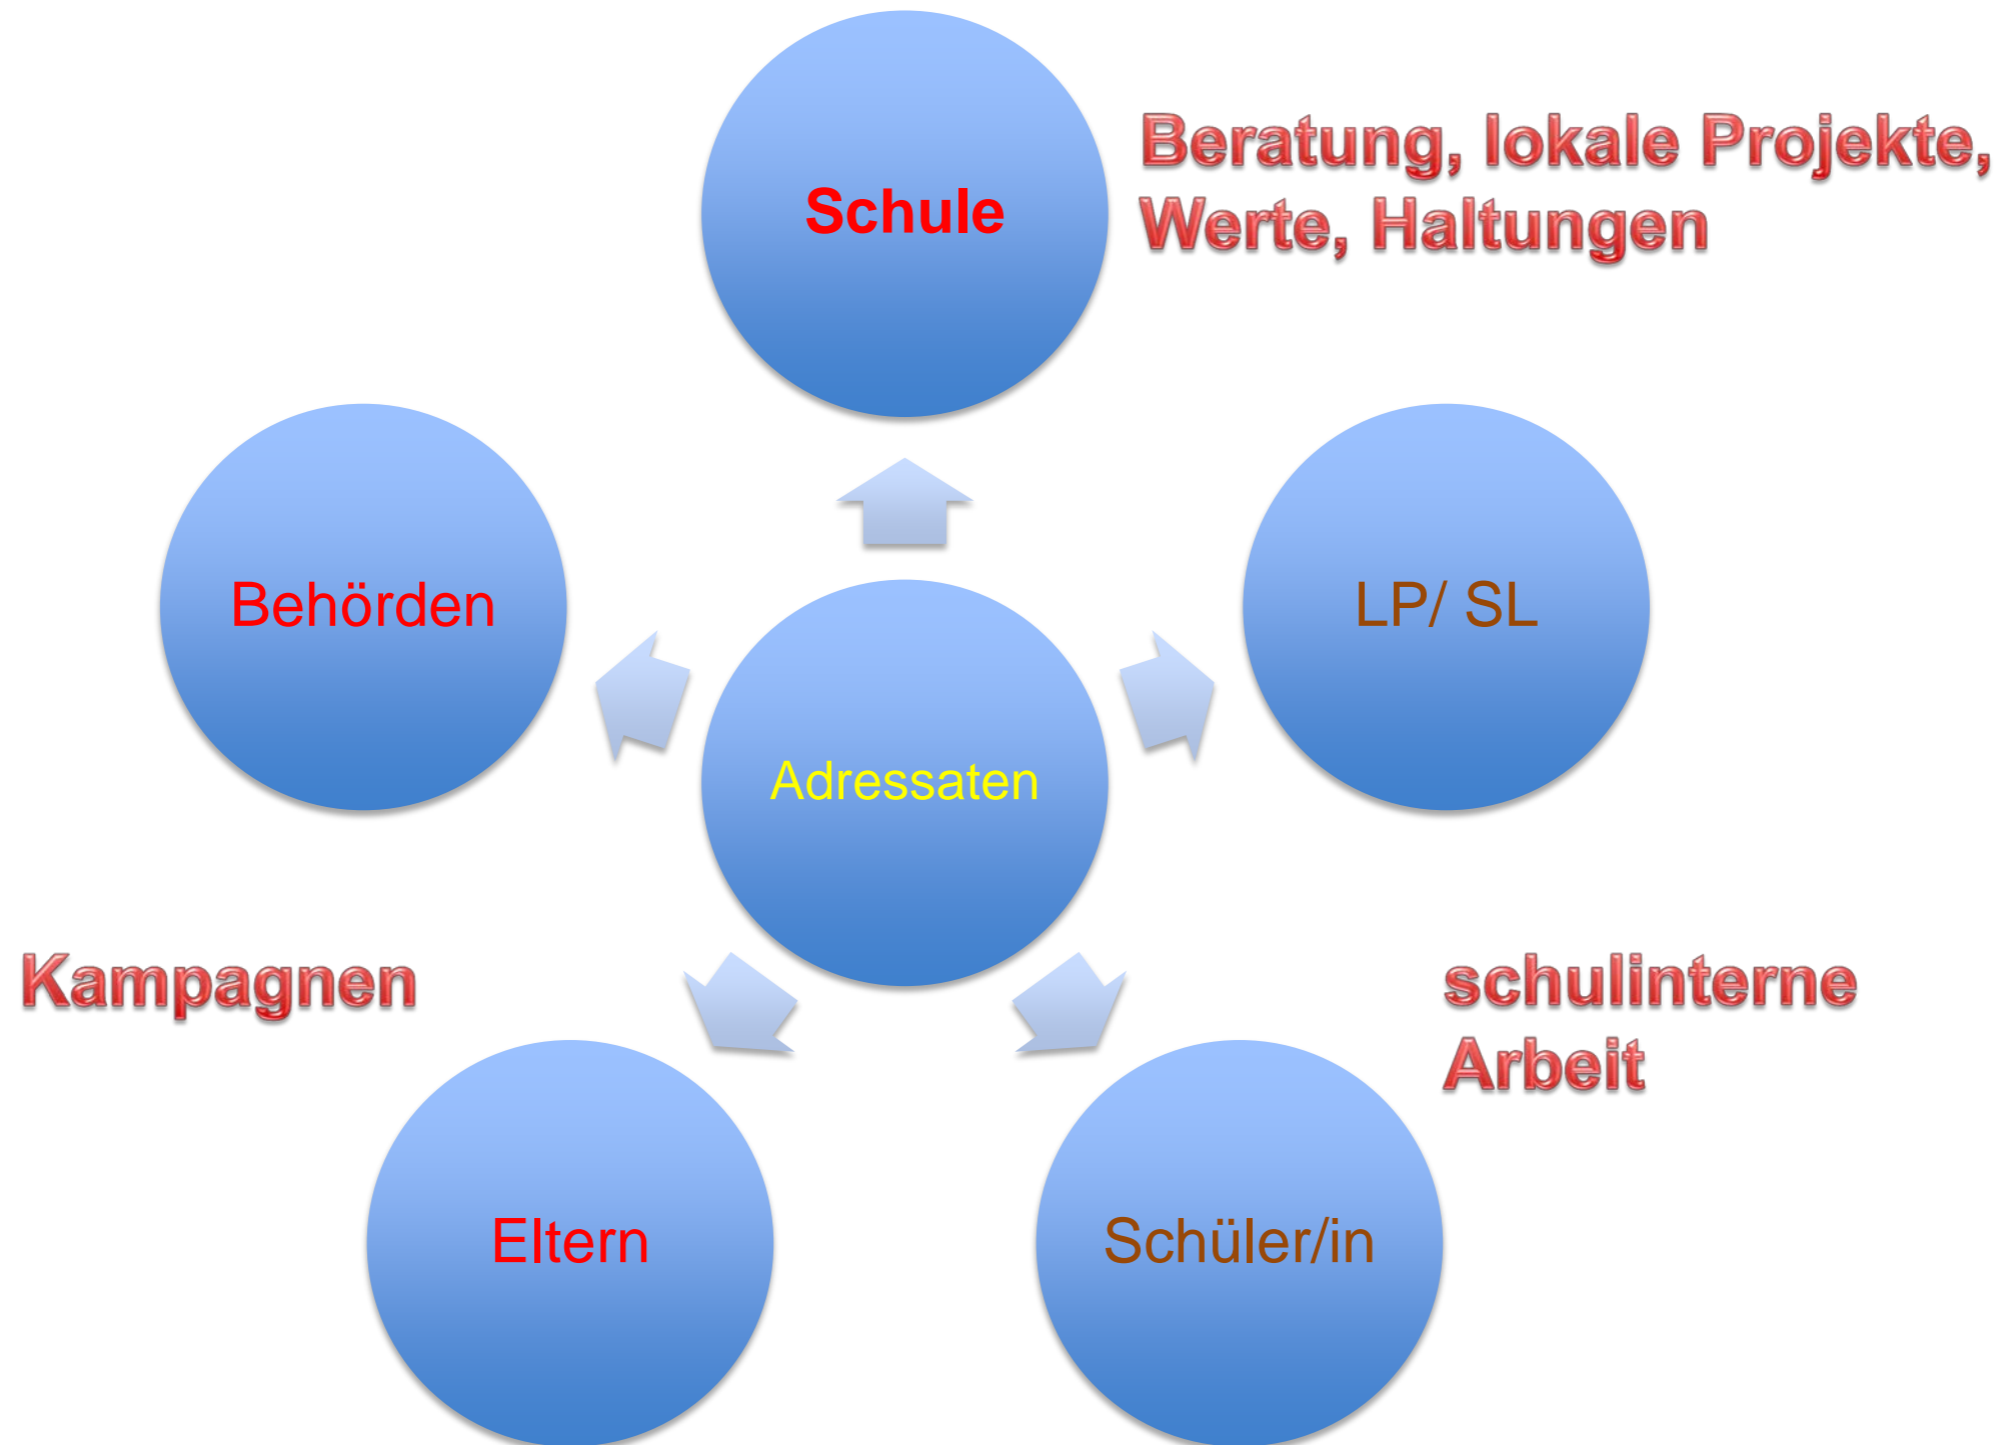 Schule
Beratung, lokale Projekte,
Werte, Haltungen
Behörden
LP/ SL
Adressaten
Kampagnen
schulinterne
Arbeit
Eltern
Schüler/in